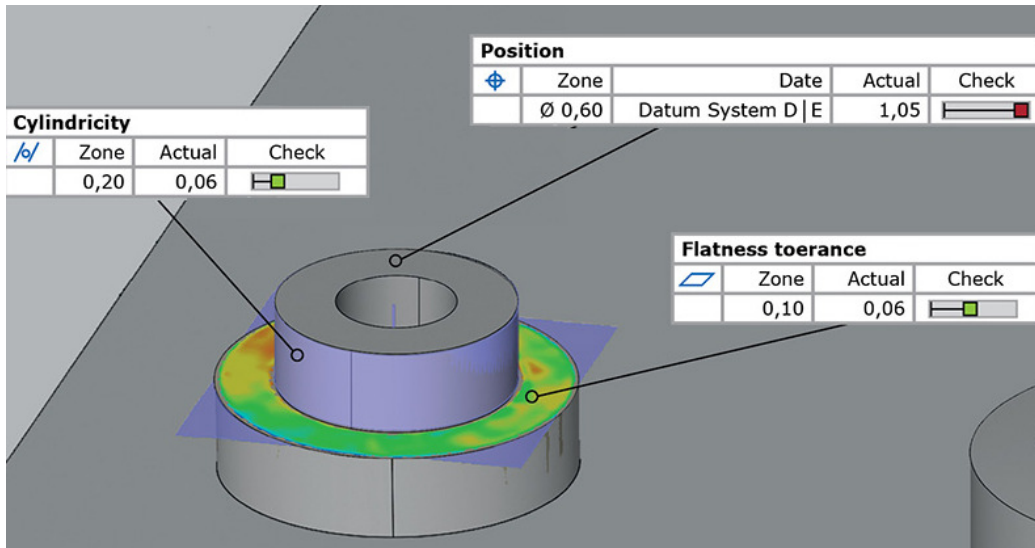 Position
Zone Date Actual Check
Ø 0,60 Datum System D|E 1,05
Cylindricity
Zone Actual Check
0,20 0,06
Flatness toerance
Zone Actual Check
0,10 0,06